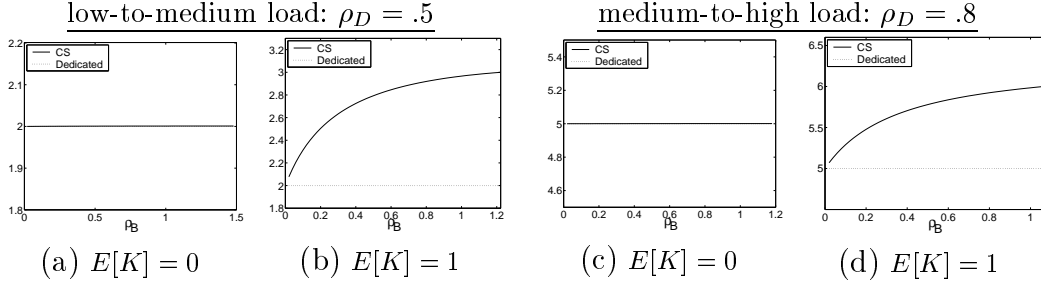 low-to-medium load: ρ_D = .5
medium-to-high load: ρ_D = .8
2.2
2.1
2
1.9
1.8
CS
Dedicated
0 0.5 1 1.5
ρB
3.2
3
2.8
2.6
2.4
2.2
2
1.8
CS
Dedicated
0 0.2 0.4 0.6 0.8 1 1.2
ρB
5.4
5.2
5
4.8
4.6
CS
Dedicated
0 0.2 0.4 0.6 0.8 1 1.2
ρB
6.5
6
5.5
5
CS
Dedicated
0 0.2 0.4 0.6 0.8 1
ρB
(a) E[K] = 0
(b) E[K] = 1
(c) E[K] = 0
(d) E[K] = 1